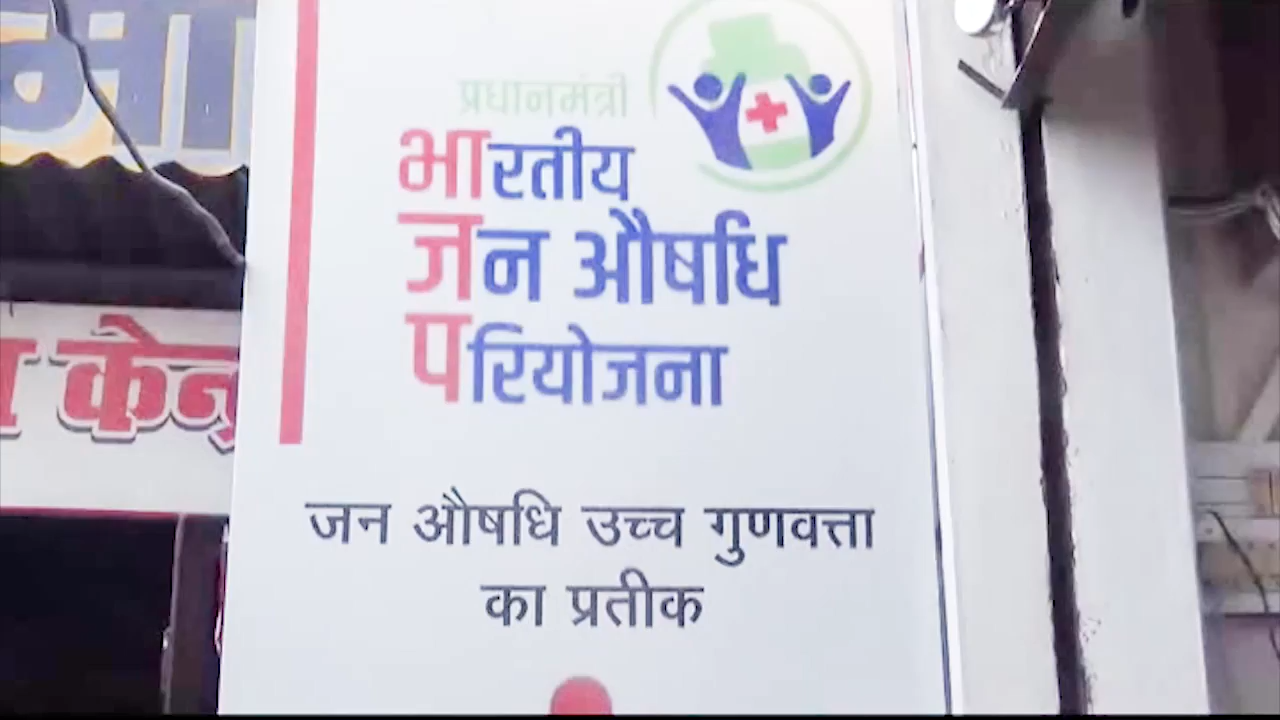 प्रधानमंत्री
भारतीय
जन औषधि
परियोजना
जन औषधि उच्च गुणवत्ता
का प्रतीक